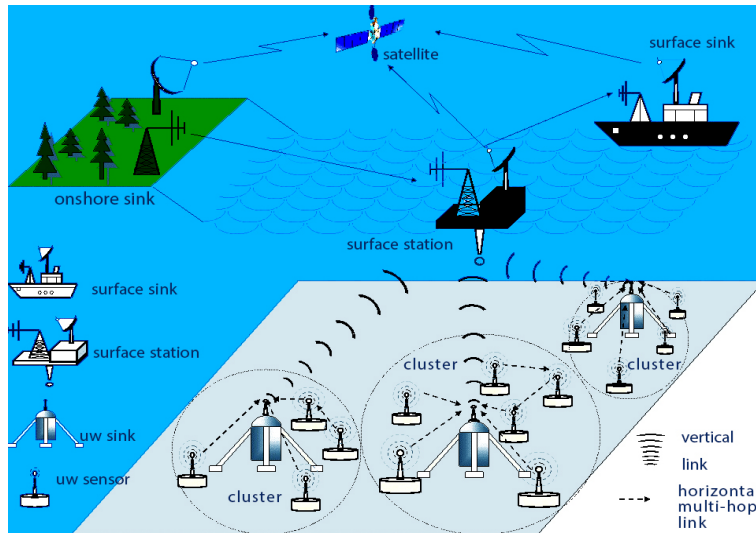 satellite
surface sink
onshore sink
surface station
surface sink
surface station
uw sink
uw sensor
cluster
cluster
cluster
vertical
link
horizonta
multi-hop
link